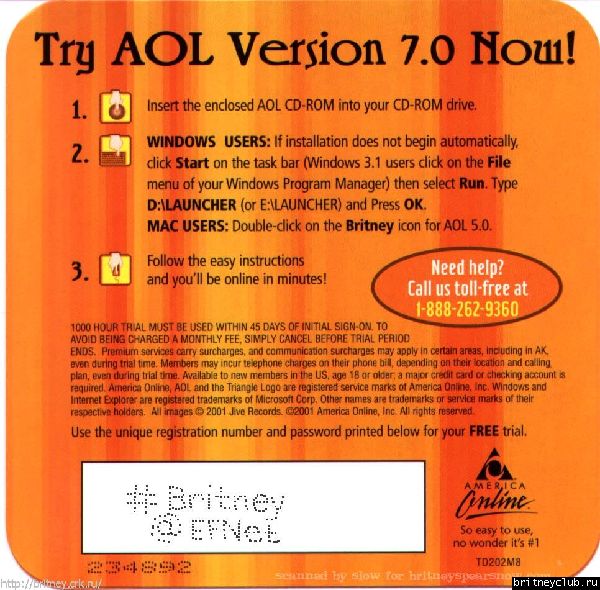 Try AOL Version 7.0 Now!
1. Insert the enclosed AOL CD-ROM into your CD-ROM drive.
2. WINDOWS USERS: If installation does not begin automatically,
click Start on the task bar (Windows 3.1 users click on the File
menu of your Windows Program Manager) then select Run. Type
D:\LAUNCHER (or E:\LAUNCHER) and Press OK.
MAC USERS: Double-click on the Britney icon for AOL 5.0.
3. Follow the easy instructions
and you'll be online in minutes!
Need help?
Call us toll-free at
1-888-262-9360
1000 HOUR TRIAL MUST BE USED WITHIN 45 DAYS OF INITIAL SIGN-ON. TO
AVOID BEING CHARGED A MONTHLY FEE, SIMPLY CANCEL BEFORE TRIAL PERIOD
ENDS. Premium services carry surcharges, and communication surcharges may apply in certain areas, including in AK,
even during trial time. Members may incur telephone charges on their phone bill, depending on their location and calling
plan, even during trial time. Available to new members in the US, age 18 or older; a major credit card or checking account is
required. America Online, AOL and the Triangle Logo are registered service marks of America Online, Inc. Windows and
Internet Explorer are registered trademarks of Microsoft Corp. Other names are trademarks or service marks of their
respective holders. All images © 2001 Jive Records. ©2001 America Online, Inc. All rights reserved.
Use the unique registration number and password printed below for your FREE trial.
# Britney
@ EFNet
AMERICA
Online
So easy to use,
no wonder it's #1
TD202M8
234892
scanned by slow for
http://britney.crk.ru/
britneyclub.ru